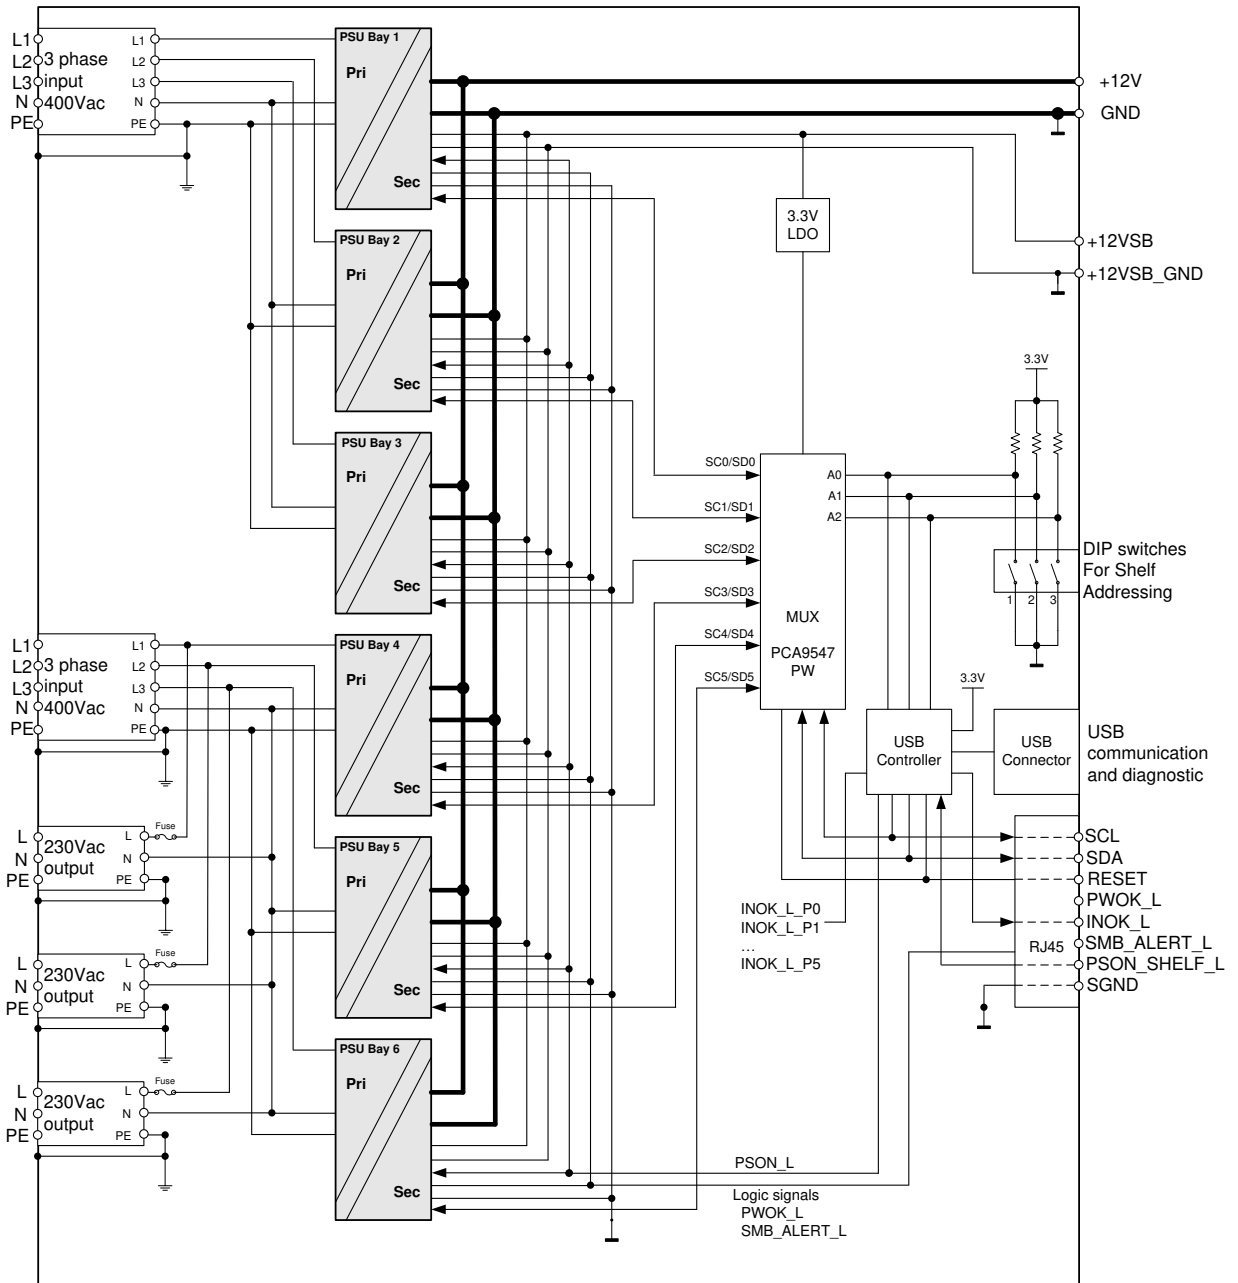 L1
L2
L3
N
PE
3 phase
input
400Vac
L1
L2
L3
N
PE
PSU Bay 1
Pri
Sec
+12V
GND
3.3V
LDO
+12VSB
+12VSB_GND
PSU Bay 2
Pri
Sec
PSU Bay 3
Pri
Sec
SC0/SD0
SC1/SD1
SC2/SD2
SC3/SD3
SC4/SD4
SC5/SD5
A0
A1
A2
MUX
PCA9547
PW
3.3V
1 2 3
DIP switches
For Shelf
Addressing
L1
L2
L3
N
PE
3 phase
input
400Vac
L1
L2
L3
N
PE
PSU Bay 4
Pri
Sec
3.3V
USB
Controller
USB
Connector
USB
communication
and diagnostic
L
N
PE
230Vac
output
L
N
PE
Fuse
PSU Bay 5
Pri
Sec
INOK_L_P0
INOK_L_P1
...
INOK_L_P5
RJ45
SCL
SDA
RESET
PWOK_L
INOK_L
SMB_ALERT_L
PSON_SHELF_L
SGND
L
N
PE
230Vac
output
L
N
PE
Fuse
L
N
PE
230Vac
output
L
N
PE
Fuse
PSU Bay 6
Pri
Sec
PSON_L
Logic signals
PWOK_L
SMB_ALERT_L